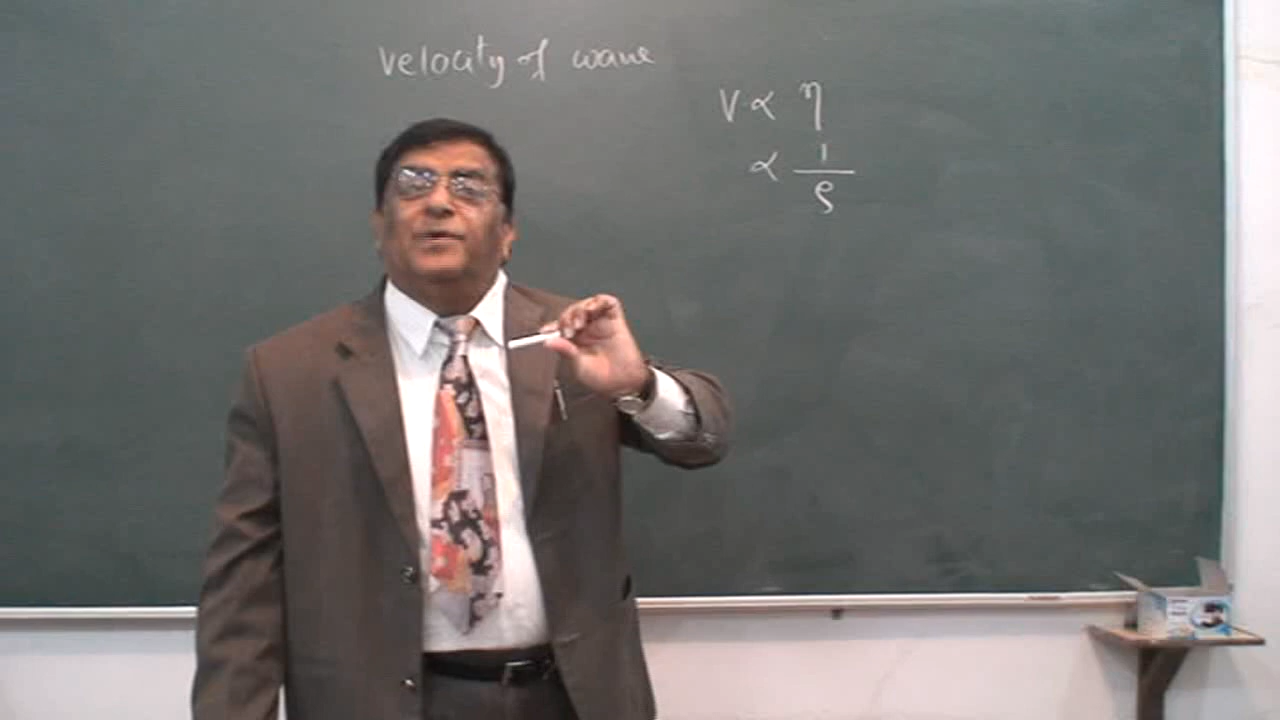 velocity of wave
V ∝ η
∝ 1/ρ